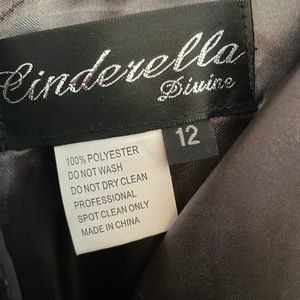 Cinderella
Divine
12
100% POLYESTER
DO NOT WASH
DO NOT DRY CLEAN
PROFESSIONAL
SPOT CLEAN ONLY
MADE IN CHINA